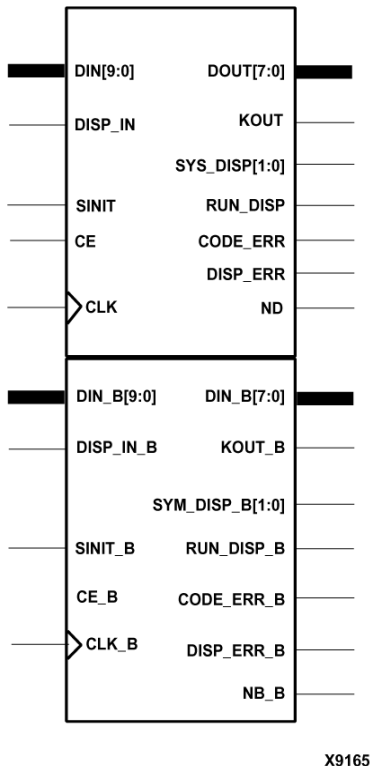 DIN[9:0] DOUT[7:0]
DISP_IN KOUT
SYS_DISP[1:0]
SINIT RUN_DISP
CE CODE_ERR
DISP_ERR
CLK ND
DIN_B[9:0] DIN_B[7:0]
DISP_IN_B KOUT_B
SYM_DISP_B[1:0]
SINIT_B RUN_DISP_B
CE_B CODE_ERR_B
CLK_B DISP_ERR_B
NB_B
X9165